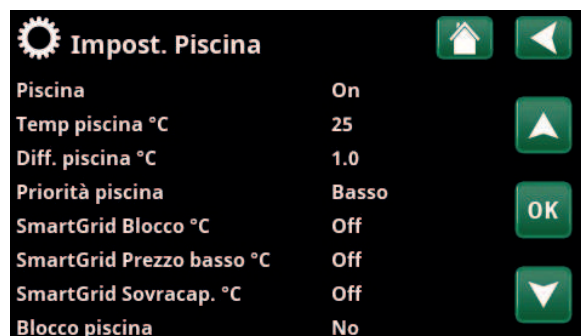 Impost. Piscina
Piscina On
Temp piscina °C 25
Diff. piscina °C 1.0
Priorità piscina Basso
SmartGrid Blocco °C Off
OK
SmartGrid Prezzo basso °C Off
SmartGrid Sovracap. °C Off
Blocco piscina No